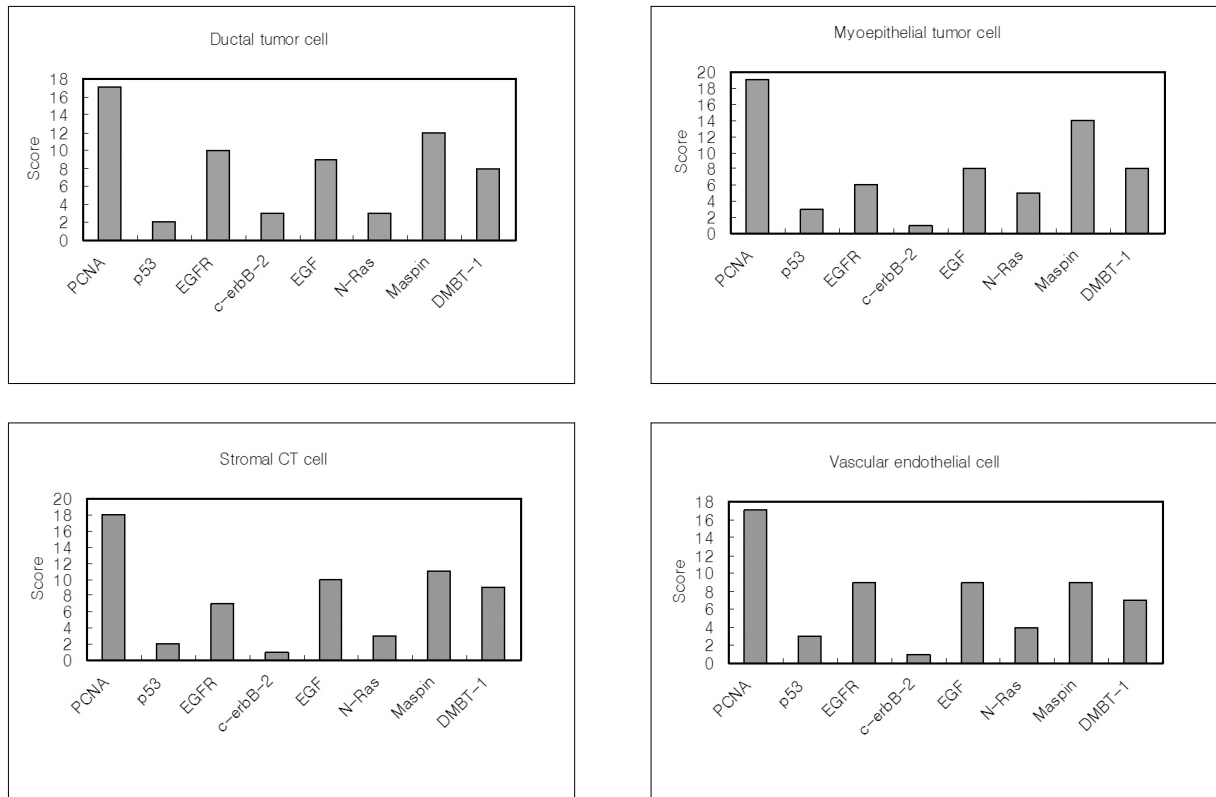 Ductal tumor cell
Score
18
16
14
12
10
8
6
4
2
0
PCNA
p53
EGFR
c-erbB-2
EGF
N-Ras
Maspin
DMBT-1
Myoepithelial tumor cell
Score
20
18
16
14
12
10
8
6
4
2
0
PCNA
p53
EGFR
c-erbB-2
EGF
N-Ras
Maspin
DMBT-1
Stromal CT cell
Score
20
18
16
14
12
10
8
6
4
2
0
PCNA
p53
EGFR
c-erbB-2
EGF
N-Ras
Maspin
DMBT-1
Vascular endothelial cell
Score
18
16
14
12
10
8
6
4
2
0
PCNA
p53
EGFR
c-erbB-2
EGF
N-Ras
Maspin
DMBT-1